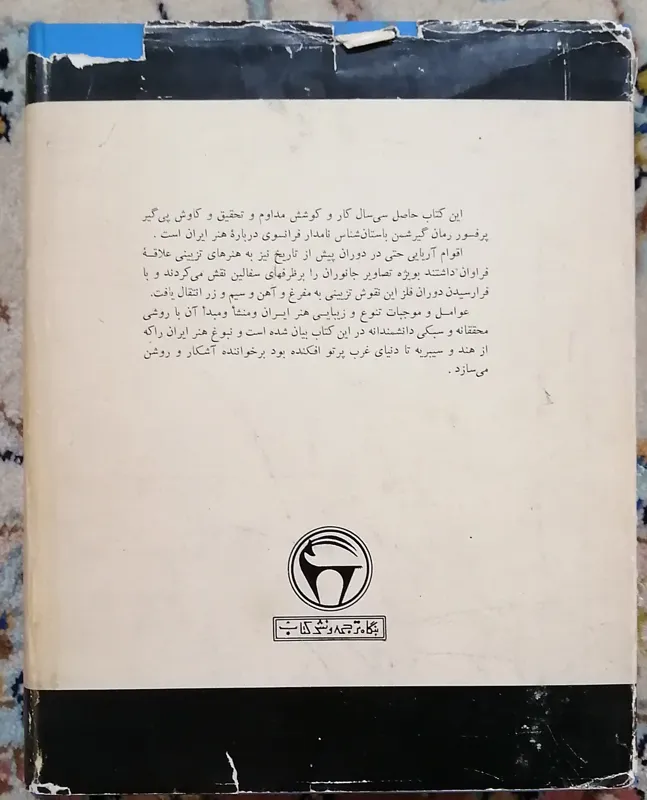 این کتاب حاصل سی‌سال کار و کوشش مداوم و تحقیق و کاوش پی‌گیر
پرفسور رمان گیرشمن باستان‌شناس نامدار فرانسوی دربارهٔ هنر ایران است .
اقوام آریایی حتی در دوران پیش از تاریخ نیز به هنرهای تزیینی علاقهٔ
فراوان داشتند بویژه تصاویر جانوران را برظرفهای سفالین نقش می‌کردند و با
فرارسیدن دوران فلز این نقوش تزیینی به مفرغ و آهن و سیم و زر انتقال یافت.
عوامل و موجبات تنوع و زیبایی هنر ایران ومنشأ ومبدأ آن با روشی
محققانه و سبکی دانشمندانه در این کتاب بیان شده است و نبوغ هنر ایران راکه
از هند و سیبریه تا دنیای غرب پرتو افکنده بود برخواننده آشکار و روشن
می‌سازد .
بنگاه ترجمه و نشر کتاب